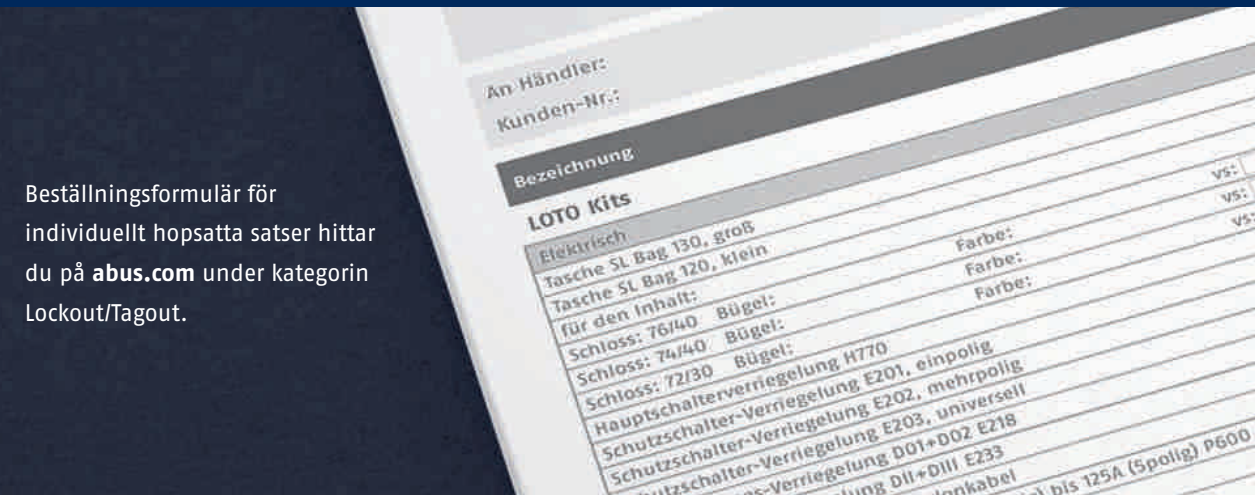 Beställningsformulär för
individuellt hopsatta satser hittar
du på abus.com under kategorin
Lockout/Tagout.
An Händler:
Kunden-Nr.:
Bezeichnung
LOTO Kits
Elektrisch
Tasche SL Bag 130, groß
Tasche SL Bag 120, klein
für den Inhalt:
Schloss: 76/40 Bügel: Farbe: vs:
Schloss: 74/40 Bügel: Farbe: vs:
Schloss: 72/30 Bügel: Farbe: vs:
Hauptschalterverriegelung H770
Schutzschalter-Verriegelung E201, einpolig
Schutzschalter-Verriegelung E202, mehrpolig
Schutzschalter-Verriegelung E203, universell
-Verriegelung D01+D02 E218
DII+DIII E233
bis 125A (5polig) P600